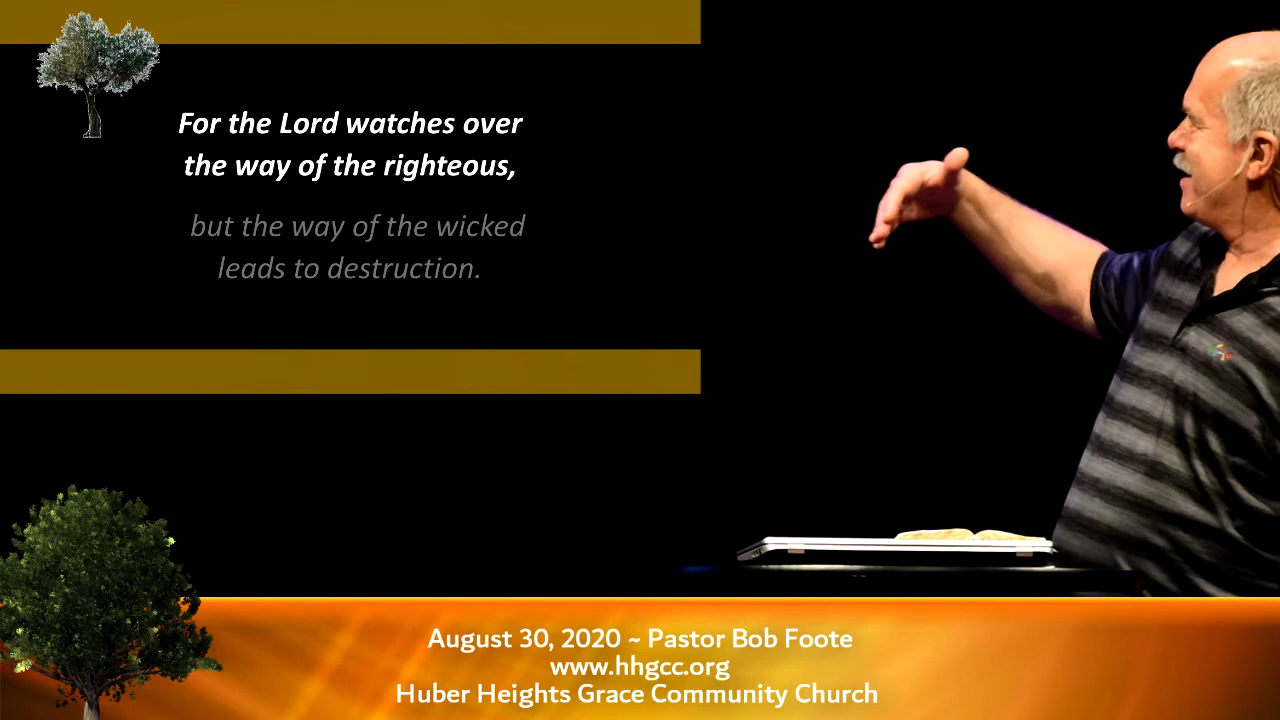 For the Lord watches over
the way of the righteous,
but the way of the wicked
leads to destruction.
August 30, 2020 ~ Pastor Bob Foote
www.hhgcc.org
Huber Heights Grace Community Church